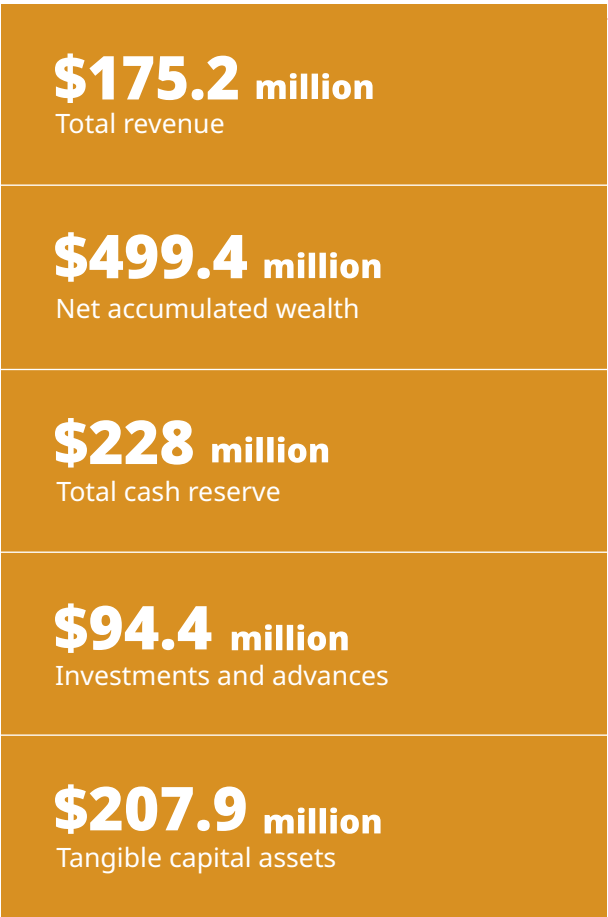 $175.2 million
Total revenue
$499.4 million
Net accumulated wealth
$228 million
Total cash reserve
$94.4 million
Investments and advances
$207.9 million
Tangible capital assets